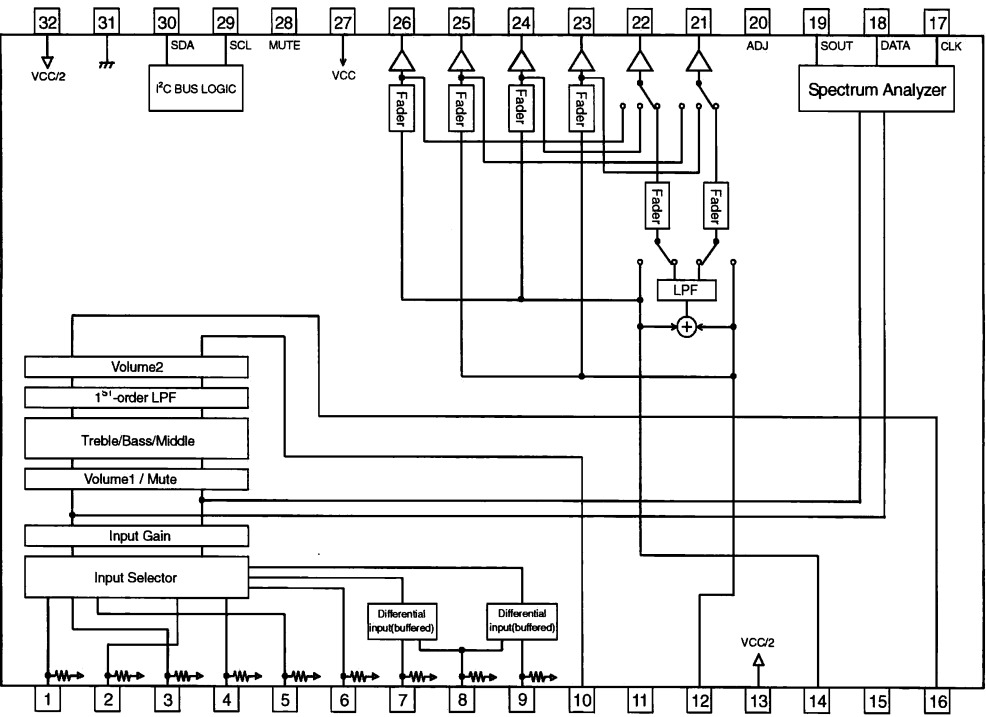 32 31 30 29 28 27 26 25 24 23 22 21 20 19 18 17
SDA SCL MUTE ADJ SOUT DATA CLK
VCC/2 VCC
I²C BUS LOGIC
Spectrum Analyzer
Fader Fader Fader Fader
Fader Fader
LPF
+
Volume2
1ST-order LPF
Treble/Bass/Middle
Volume1 / Mute
Input Gain
Input Selector
Differential
input(buffered)
Differential
input(buffered)
VCC/2
1 2 3 4 5 6 7 8 9 10 11 12 13 14 15 16